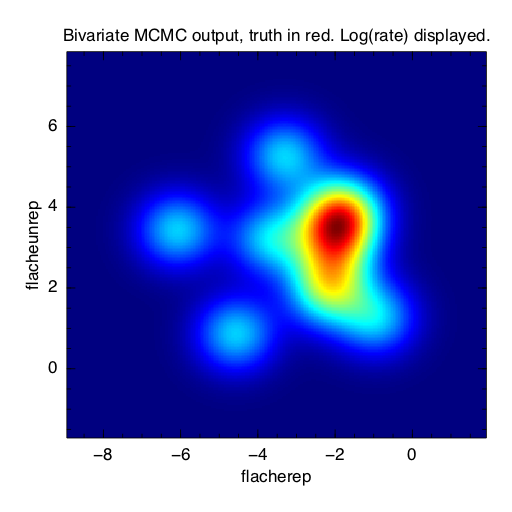 Bivariate MCMC output, truth in red. Log(rate) displayed.
6
4
2
0
flacheunrep
−8 −6 −4 −2 0
flacherep